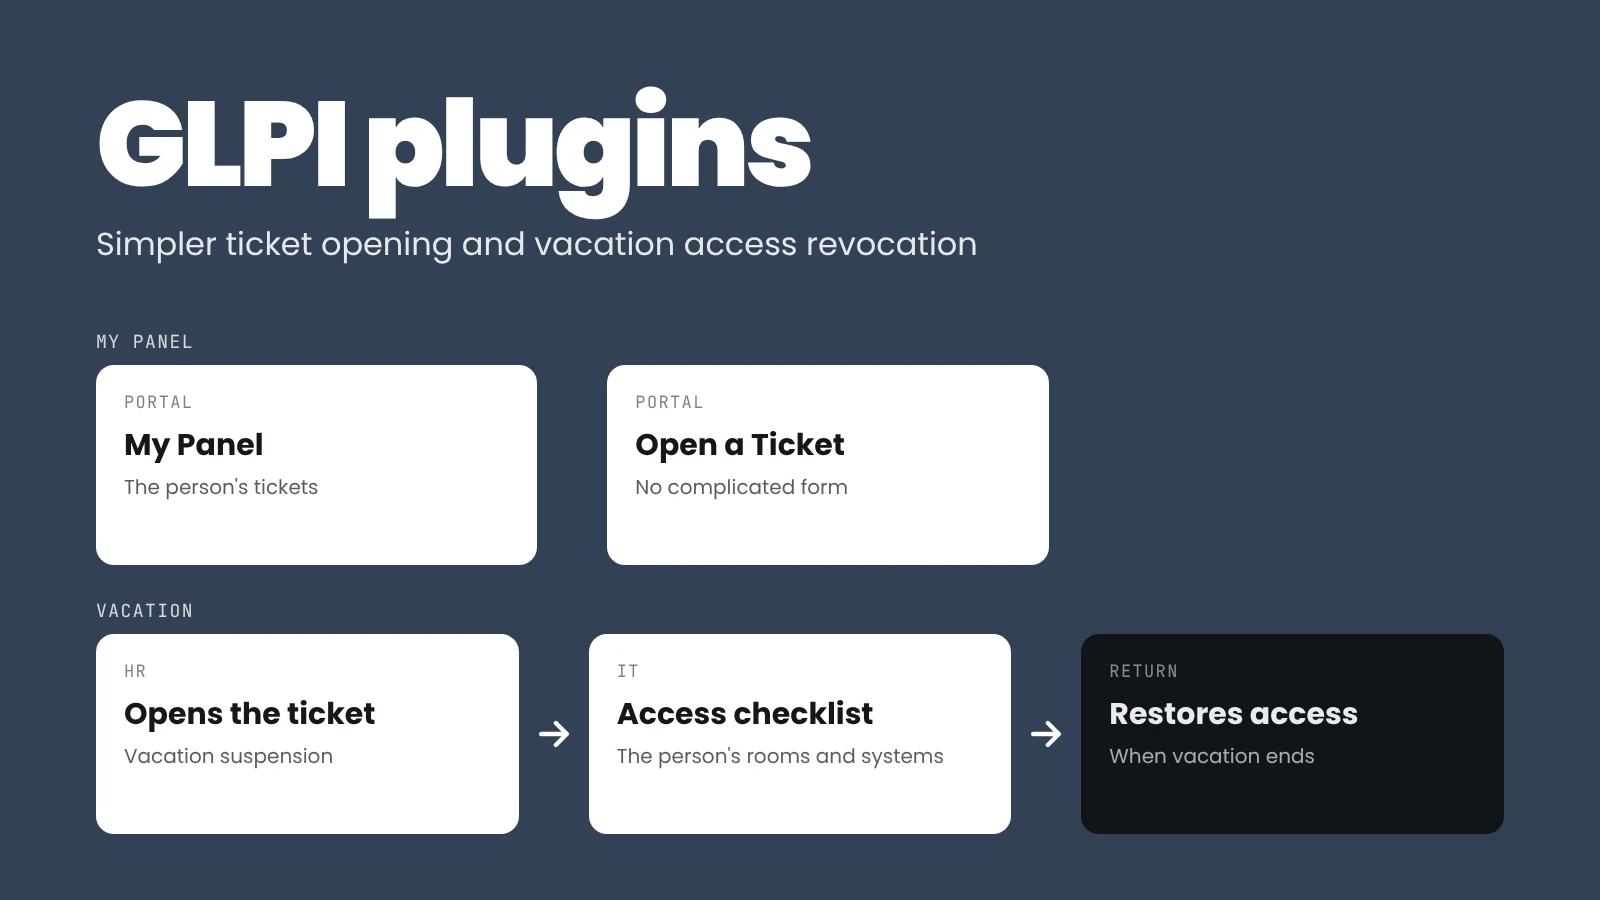 GLPI plugins
Simpler ticket opening and vacation access revocation
MY PANEL
PORTAL
My Panel
The person's tickets
PORTAL
Open a Ticket
No complicated form
VACATION
HR
Opens the ticket
Vacation suspension
IT
Access checklist
The person's rooms and systems
RETURN
Restores access
When vacation ends